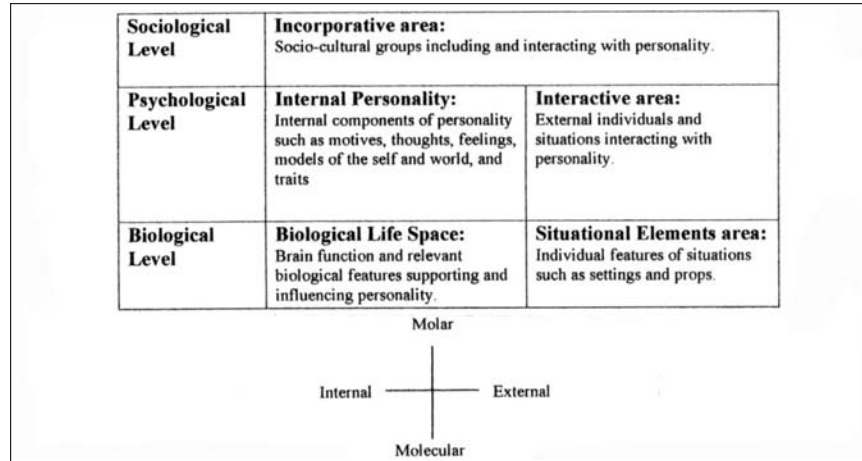 Sociological Level
Incorporative area:
Socio-cultural groups including and interacting with personality.
Psychological Level
Internal Personality:
Internal components of personality
such as motives, thoughts, feelings,
models of the self and world, and
traits
Interactive area:
External individuals and
situations interacting with
personality.
Biological Level
Biological Life Space:
Brain function and relevant
biological features supporting and
influencing personality.
Situational Elements area:
Individual features of situations
such as settings and props.
Molar
Internal
External
Molecular